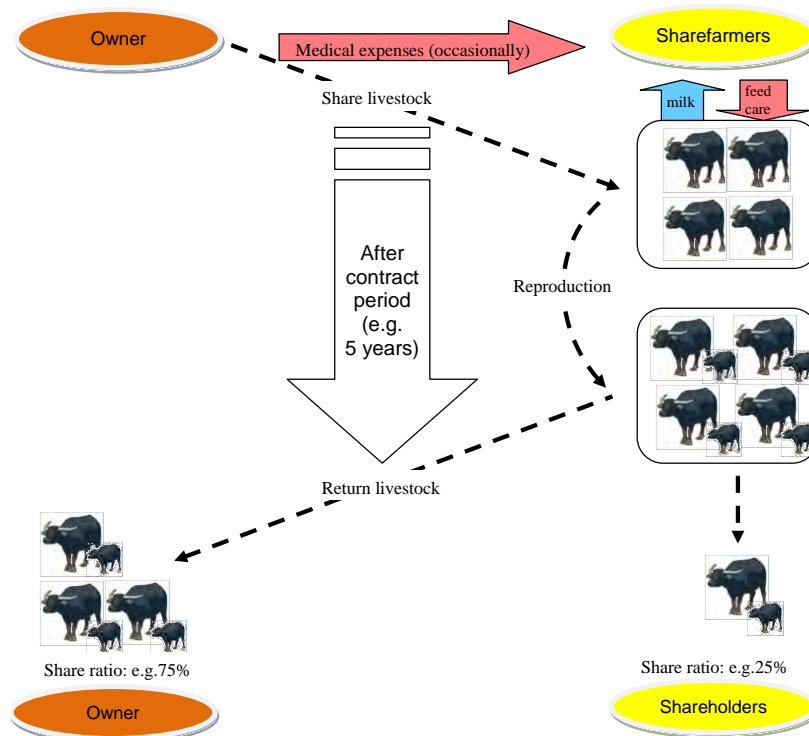 Owner
Medical expenses (occasionally)
Sharefarmers
Share livestock
milk
feed
care
After
contract
period
(e.g.
5 years)
Reproduction
Return livestock
Share ratio: e.g.75%
Share ratio: e.g.25%
Owner
Shareholders